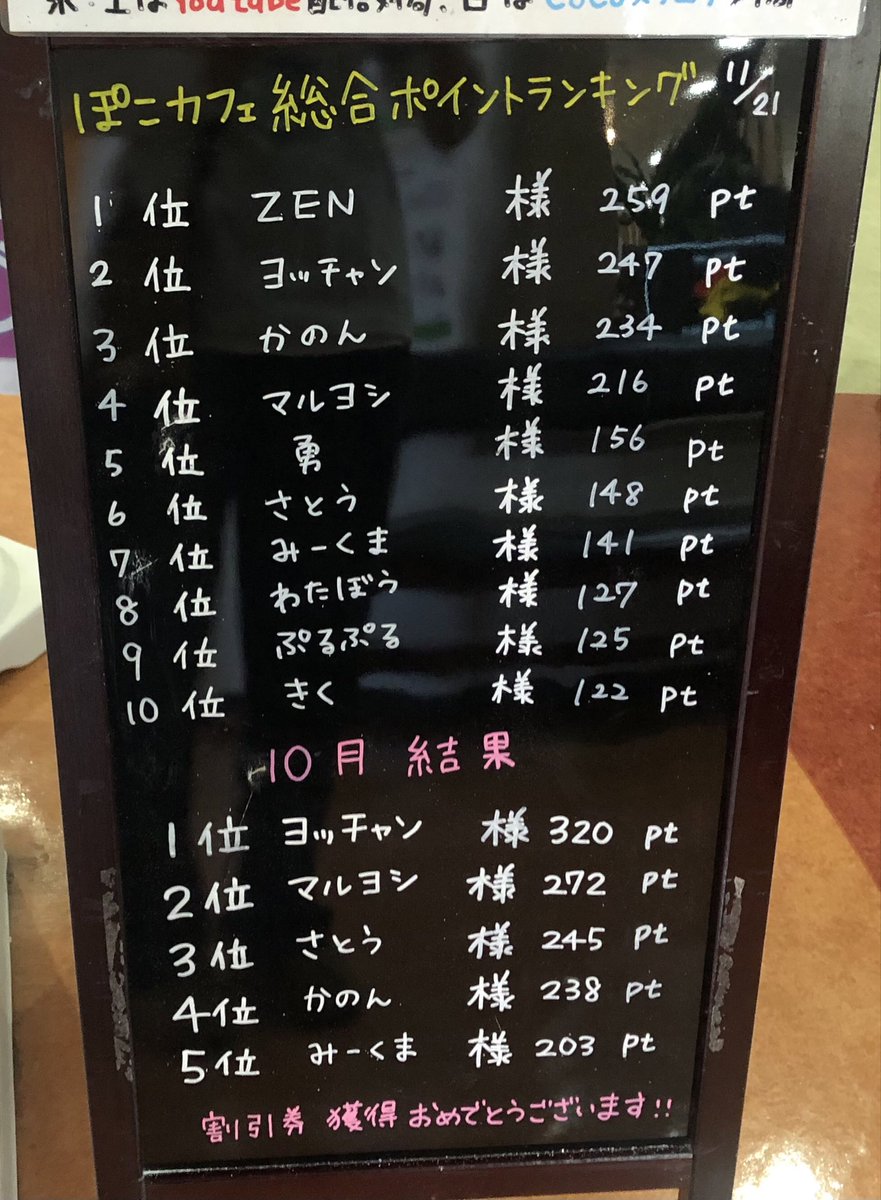 ぽこカフェ 総合ポイントランキング 11/21
1位 ZEN 様 259 pt
2位 ヨッチャン 様 247 pt
3位 かのん 様 234 pt
4位 マルヨシ 様 216 pt
5位 勇 様 156 pt
6位 さとう 様 148 pt
7位 みーくま 様 141 pt
8位 わたぼう 様 127 pt
9位 ぷるぷる 様 125 pt
10位 きく 様 122 pt
10月 結果
1位 ヨッチャン 様 320 pt
2位 マルヨシ 様 272 pt
3位 さとう 様 245 pt
4位 かのん 様 238 pt
5位 みーくま 様 203 pt
割引券 獲得 おめでとうございます!!